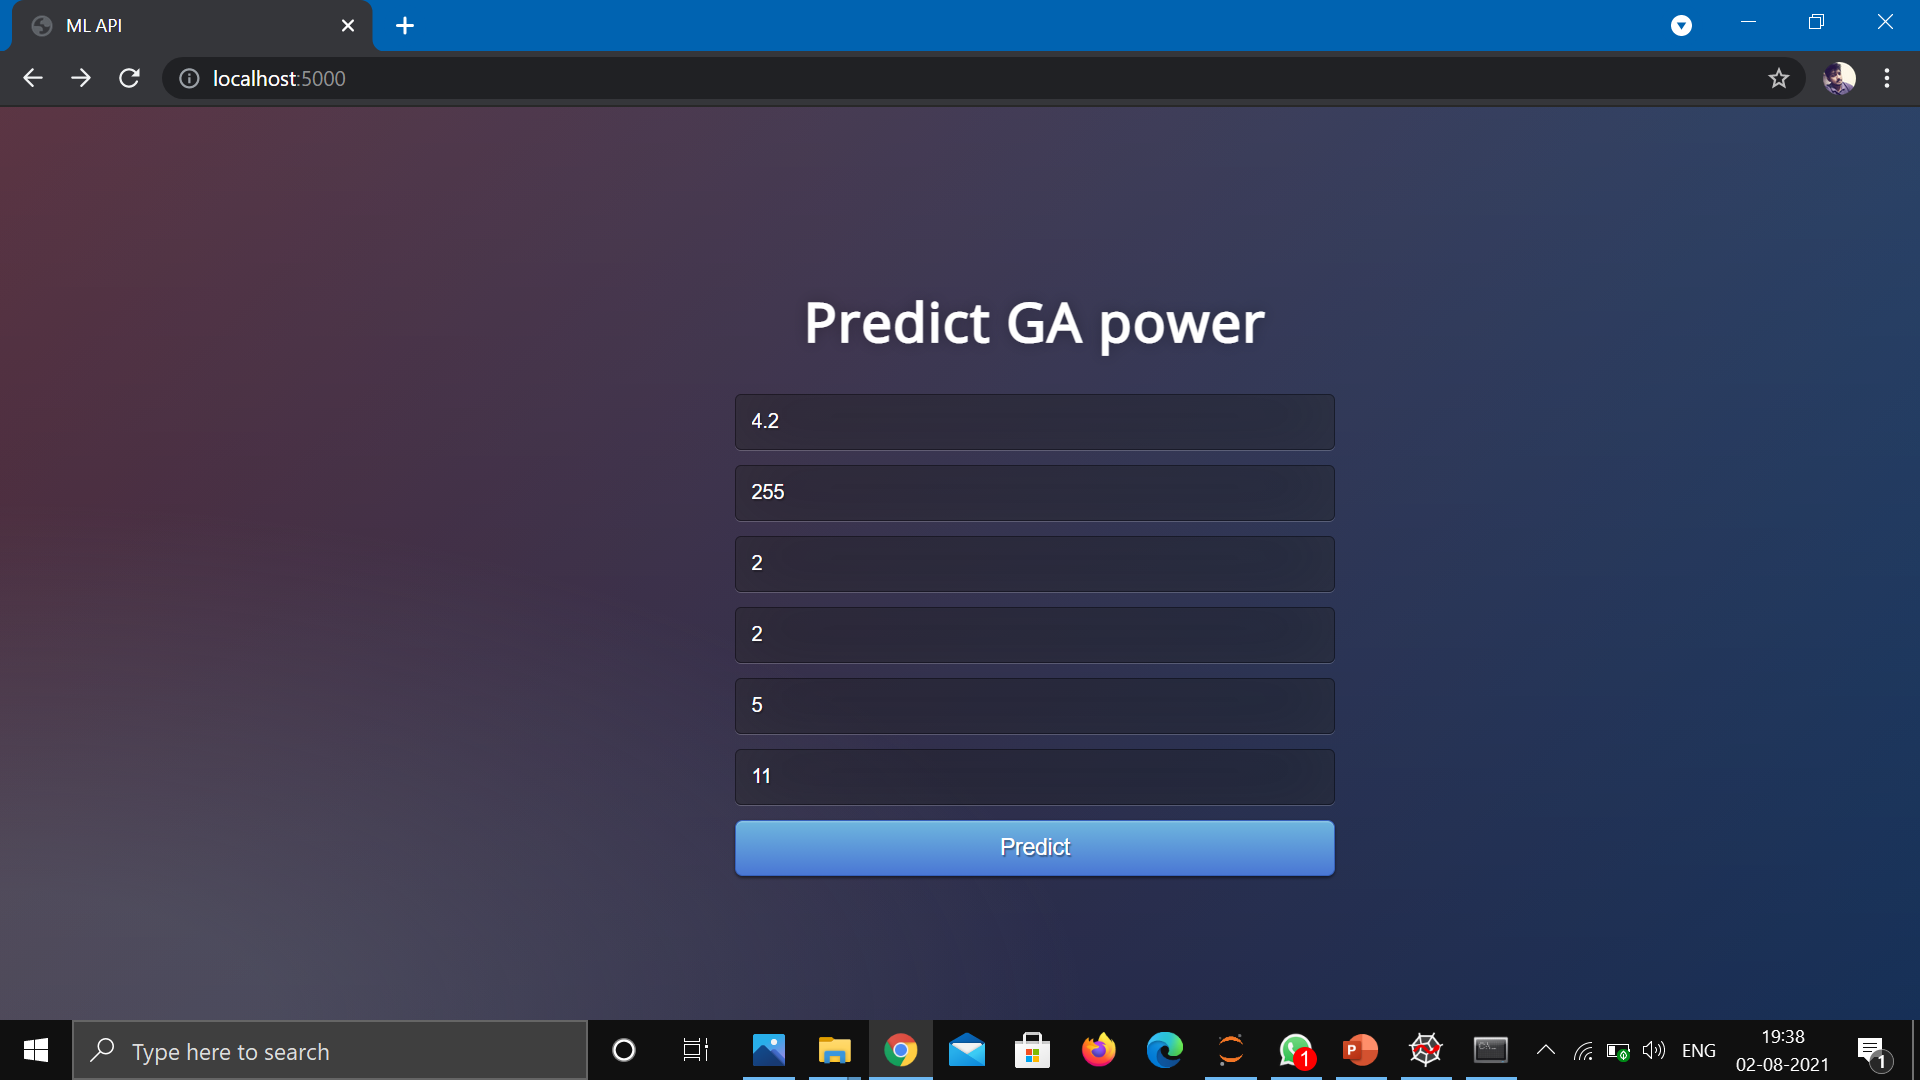 ML API
localhost:5000
Predict GA power
4.2
255
2
2
5
11
Predict
Type here to search
1
P
ENG
19:38
02-08-2021
1